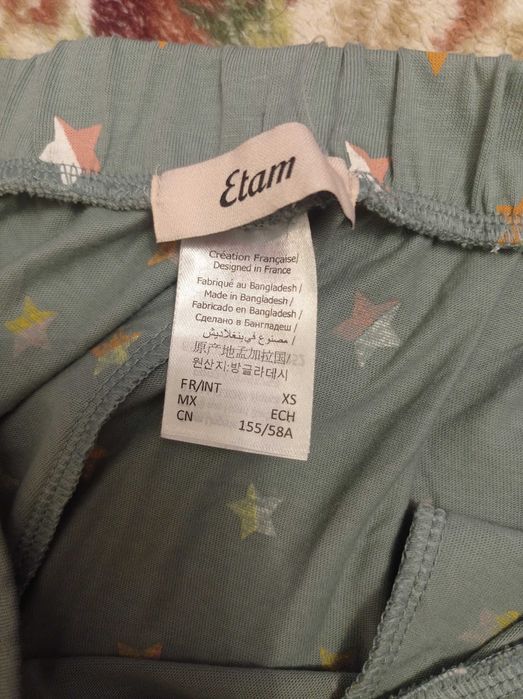 Etam
Création Française/
Designed in France
Fabriqué au Bangladesh /
Made in Bangladesh /
Fabricado en Bangladesh /
Сделано в Бангладеш /
مصنوع في بنغلاديش /
原产地孟加拉国/
원산지:방글라데시
FR/INT XS
MX ECH
CN 155/58A